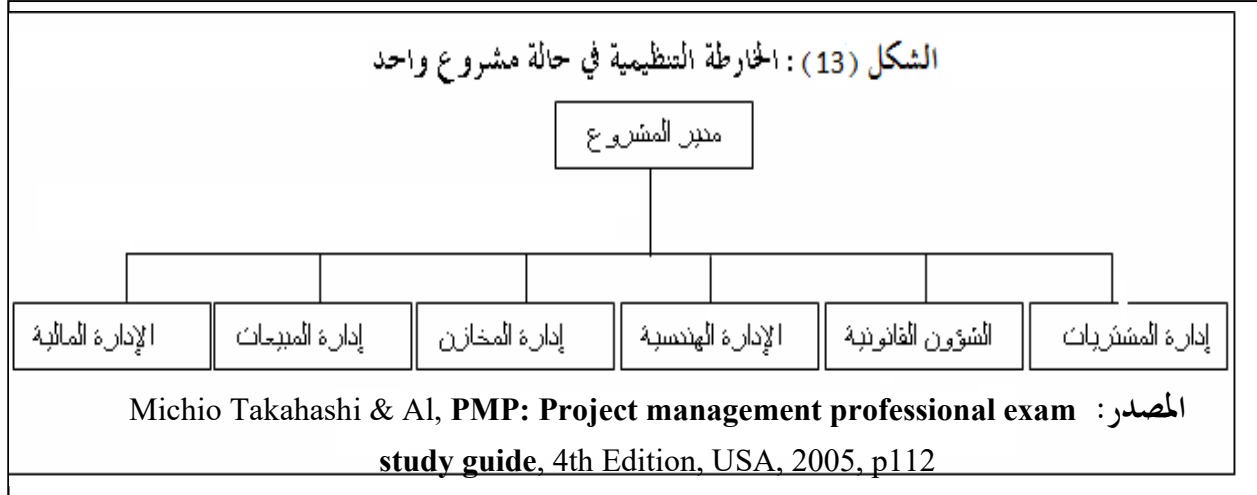 الشكل (13): الخارطة التنظيمية في حالة مشروع واحد
مدير المشروع
إدارة المشتريات
الشؤون القانونية
الإدارة الهندسية
إدارة المخازن
إدارة المبيعات
الإدارة المالية
المصدر: Michio Takahashi & Al, PMP: Project management professional exam
study guide, 4th Edition, USA, 2005, p112